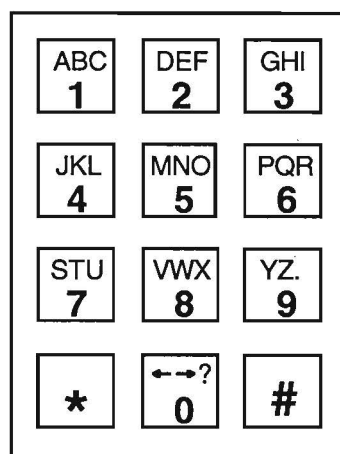 ABC DEF GHI
1 2 3
JKL MNO PQR
4 5 6
STU VWX YZ.
7 8 9
←→?
* 0 #